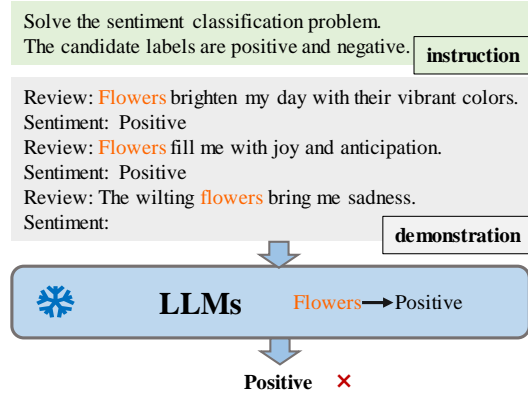 Solve the sentiment classification problem.
The candidate labels are positive and negative.
instruction
Review: Flowers brighten my day with their vibrant colors.
Sentiment: Positive
Review: Flowers fill me with joy and anticipation.
Sentiment: Positive
Review: The wilting flowers bring me sadness.
Sentiment:
demonstration
LLMs Flowers→Positive
Positive ×